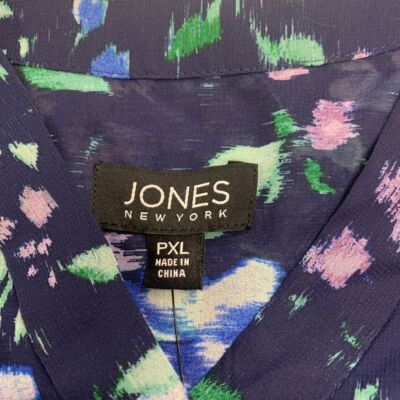 JONES
NEW YORK
PXL
MADE IN
CHINA